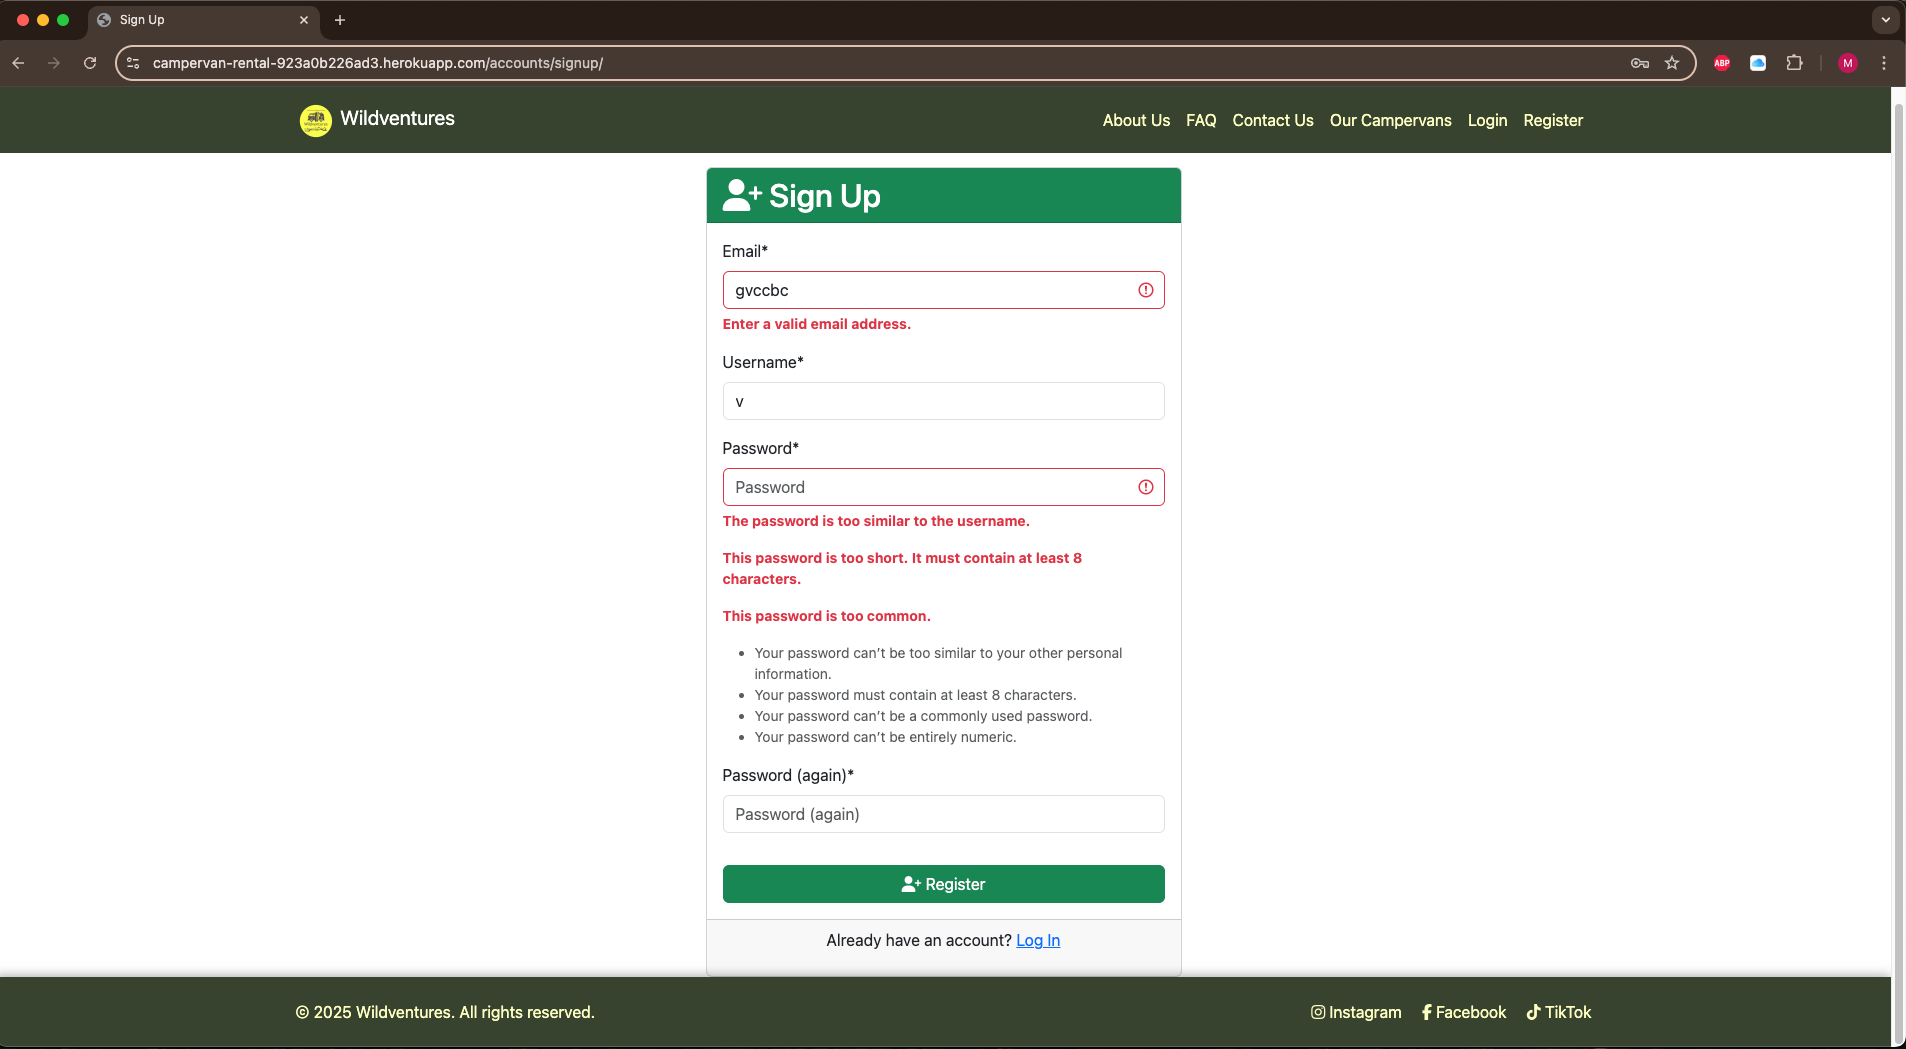 Sign Up
campervan-rental-923a0b226ad3.herokuapp.com/accounts/signup/
ABP
M
Wildventures
About Us FAQ Contact Us Our Campervans Login Register
Sign Up
Email*
gvccbc
Enter a valid email address.
Username*
v
Password*
Password
The password is too similar to the username.
This password is too short. It must contain at least 8
characters.
This password is too common.
• Your password can’t be too similar to your other personal
information.
• Your password must contain at least 8 characters.
• Your password can’t be a commonly used password.
• Your password can’t be entirely numeric.
Password (again)*
Password (again)
Register
Already have an account? Log In
© 2025 Wildventures. All rights reserved.
Instagram Facebook TikTok